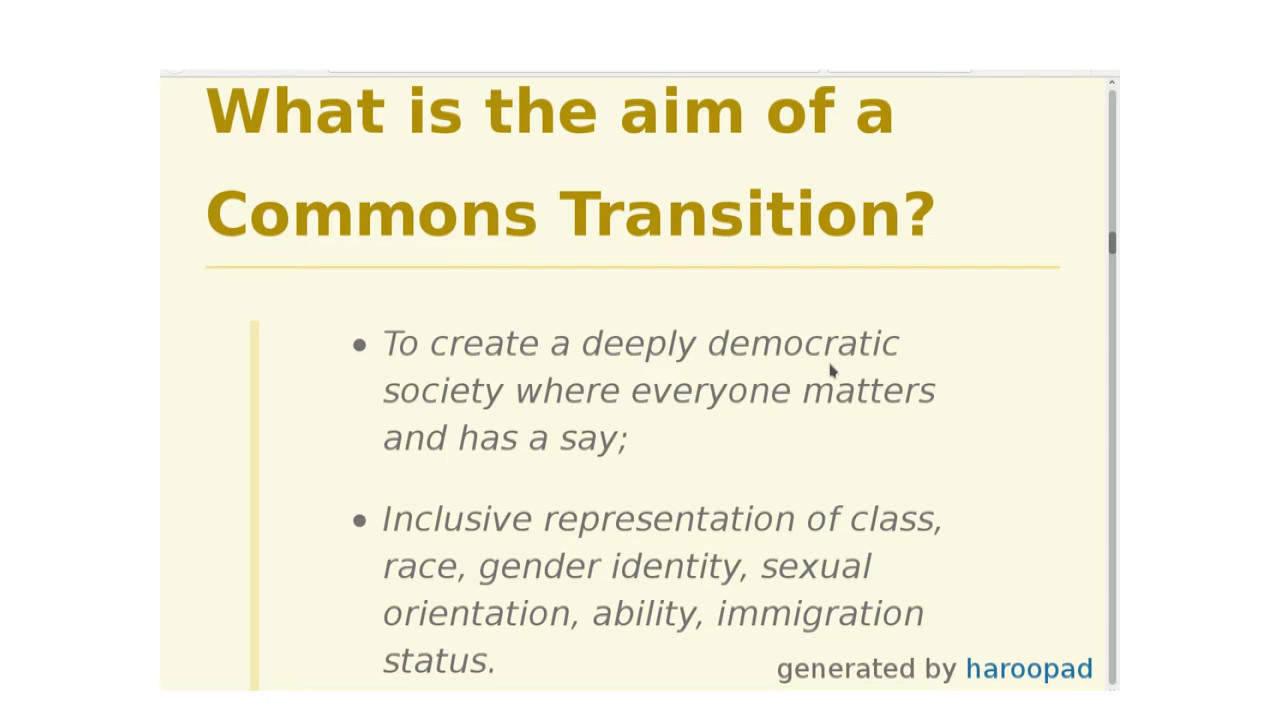 What is the aim of a
Commons Transition?
• To create a deeply democratic
society where everyone matters
and has a say;
• Inclusive representation of class,
race, gender identity, sexual
orientation, ability, immigration
status.
generated by haroopad